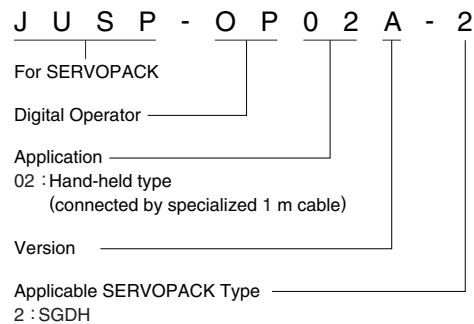 J U S P - O P 0 2 A - 2
For SERVOPACK
Digital Operator
Application
02 : Hand-held type
(connected by specialized 1 m cable)
Version
Applicable SERVOPACK Type
2 : SGDH